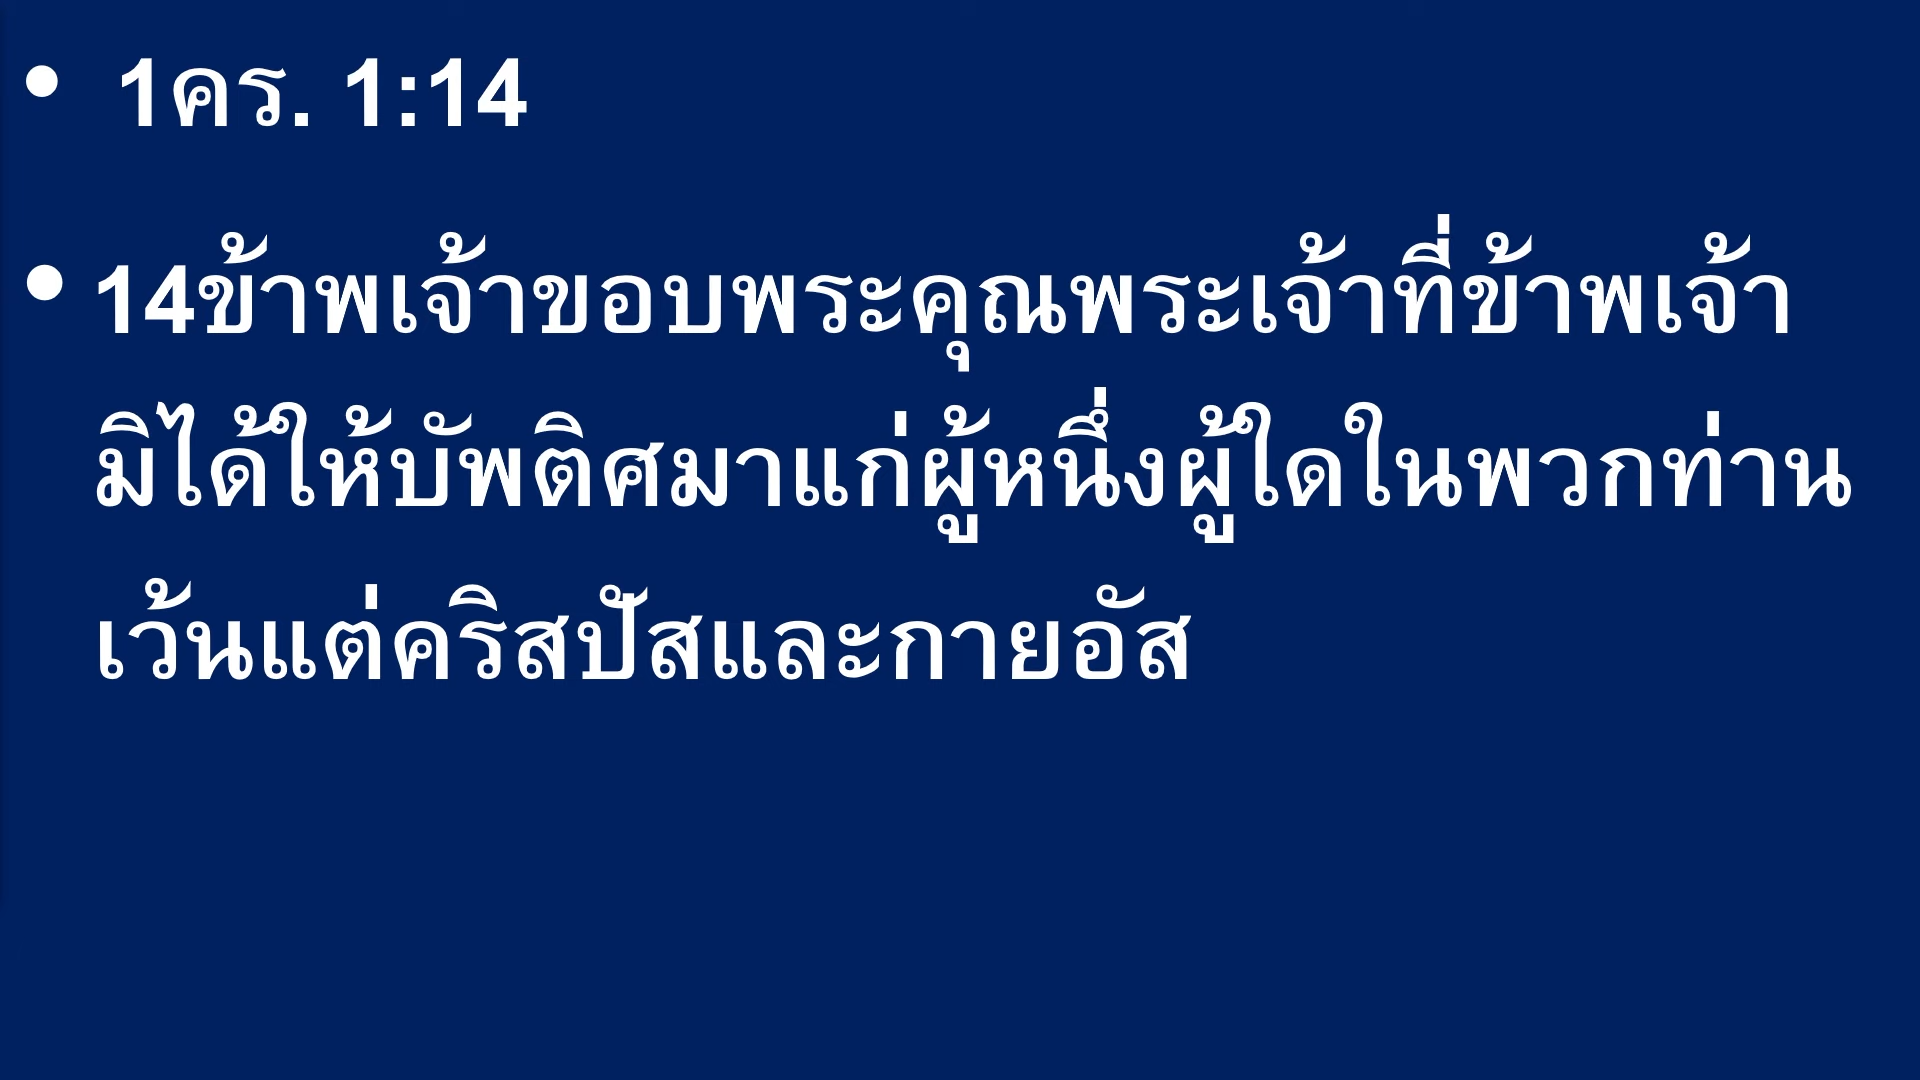 • 1คร. 1:14
• 14ข้าพเจ้าขอบพระคุณพระเจ้าที่ข้าพเจ้า
มิได้ให้บัพติศมาแก่ผู้หนึ่งผู้ใดในพวกท่าน
เว้นแต่คริสปัสและกายอัส